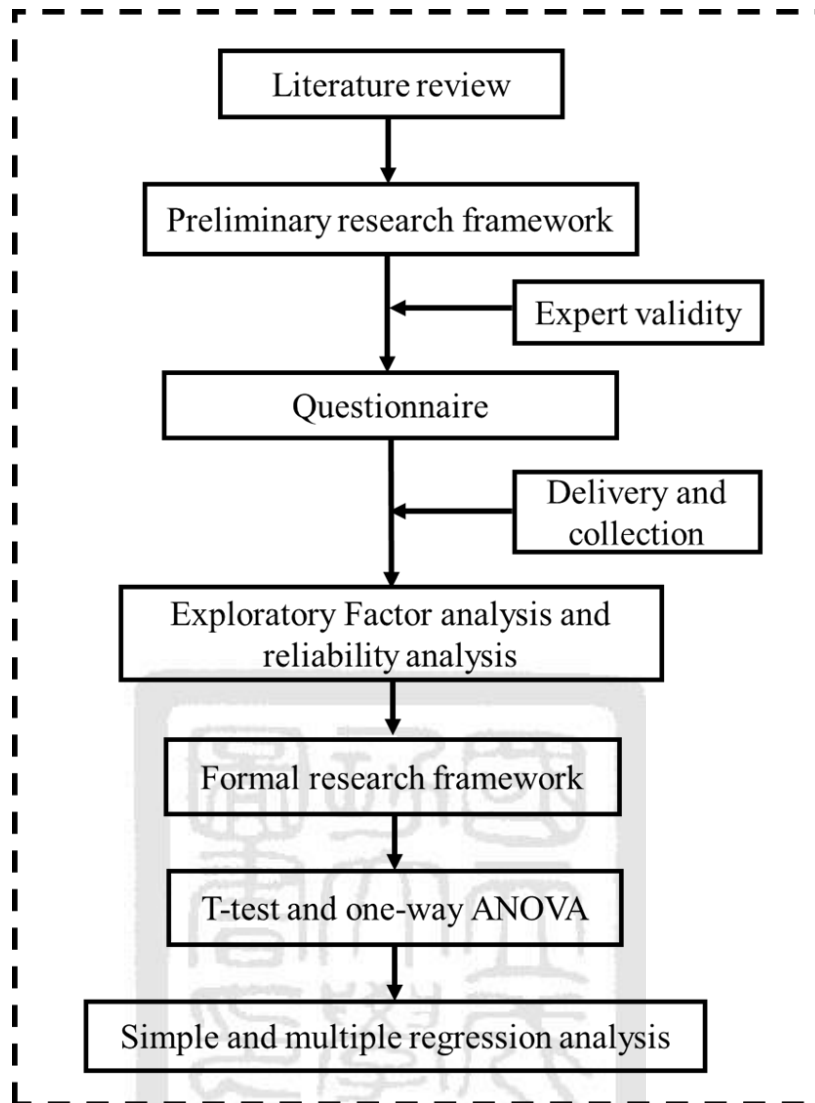 Literature review
Preliminary research framework
Expert validity
Questionnaire
Delivery and
collection
Exploratory Factor analysis and
reliability analysis
Formal research framework
T-test and one-way ANOVA
Simple and multiple regression analysis